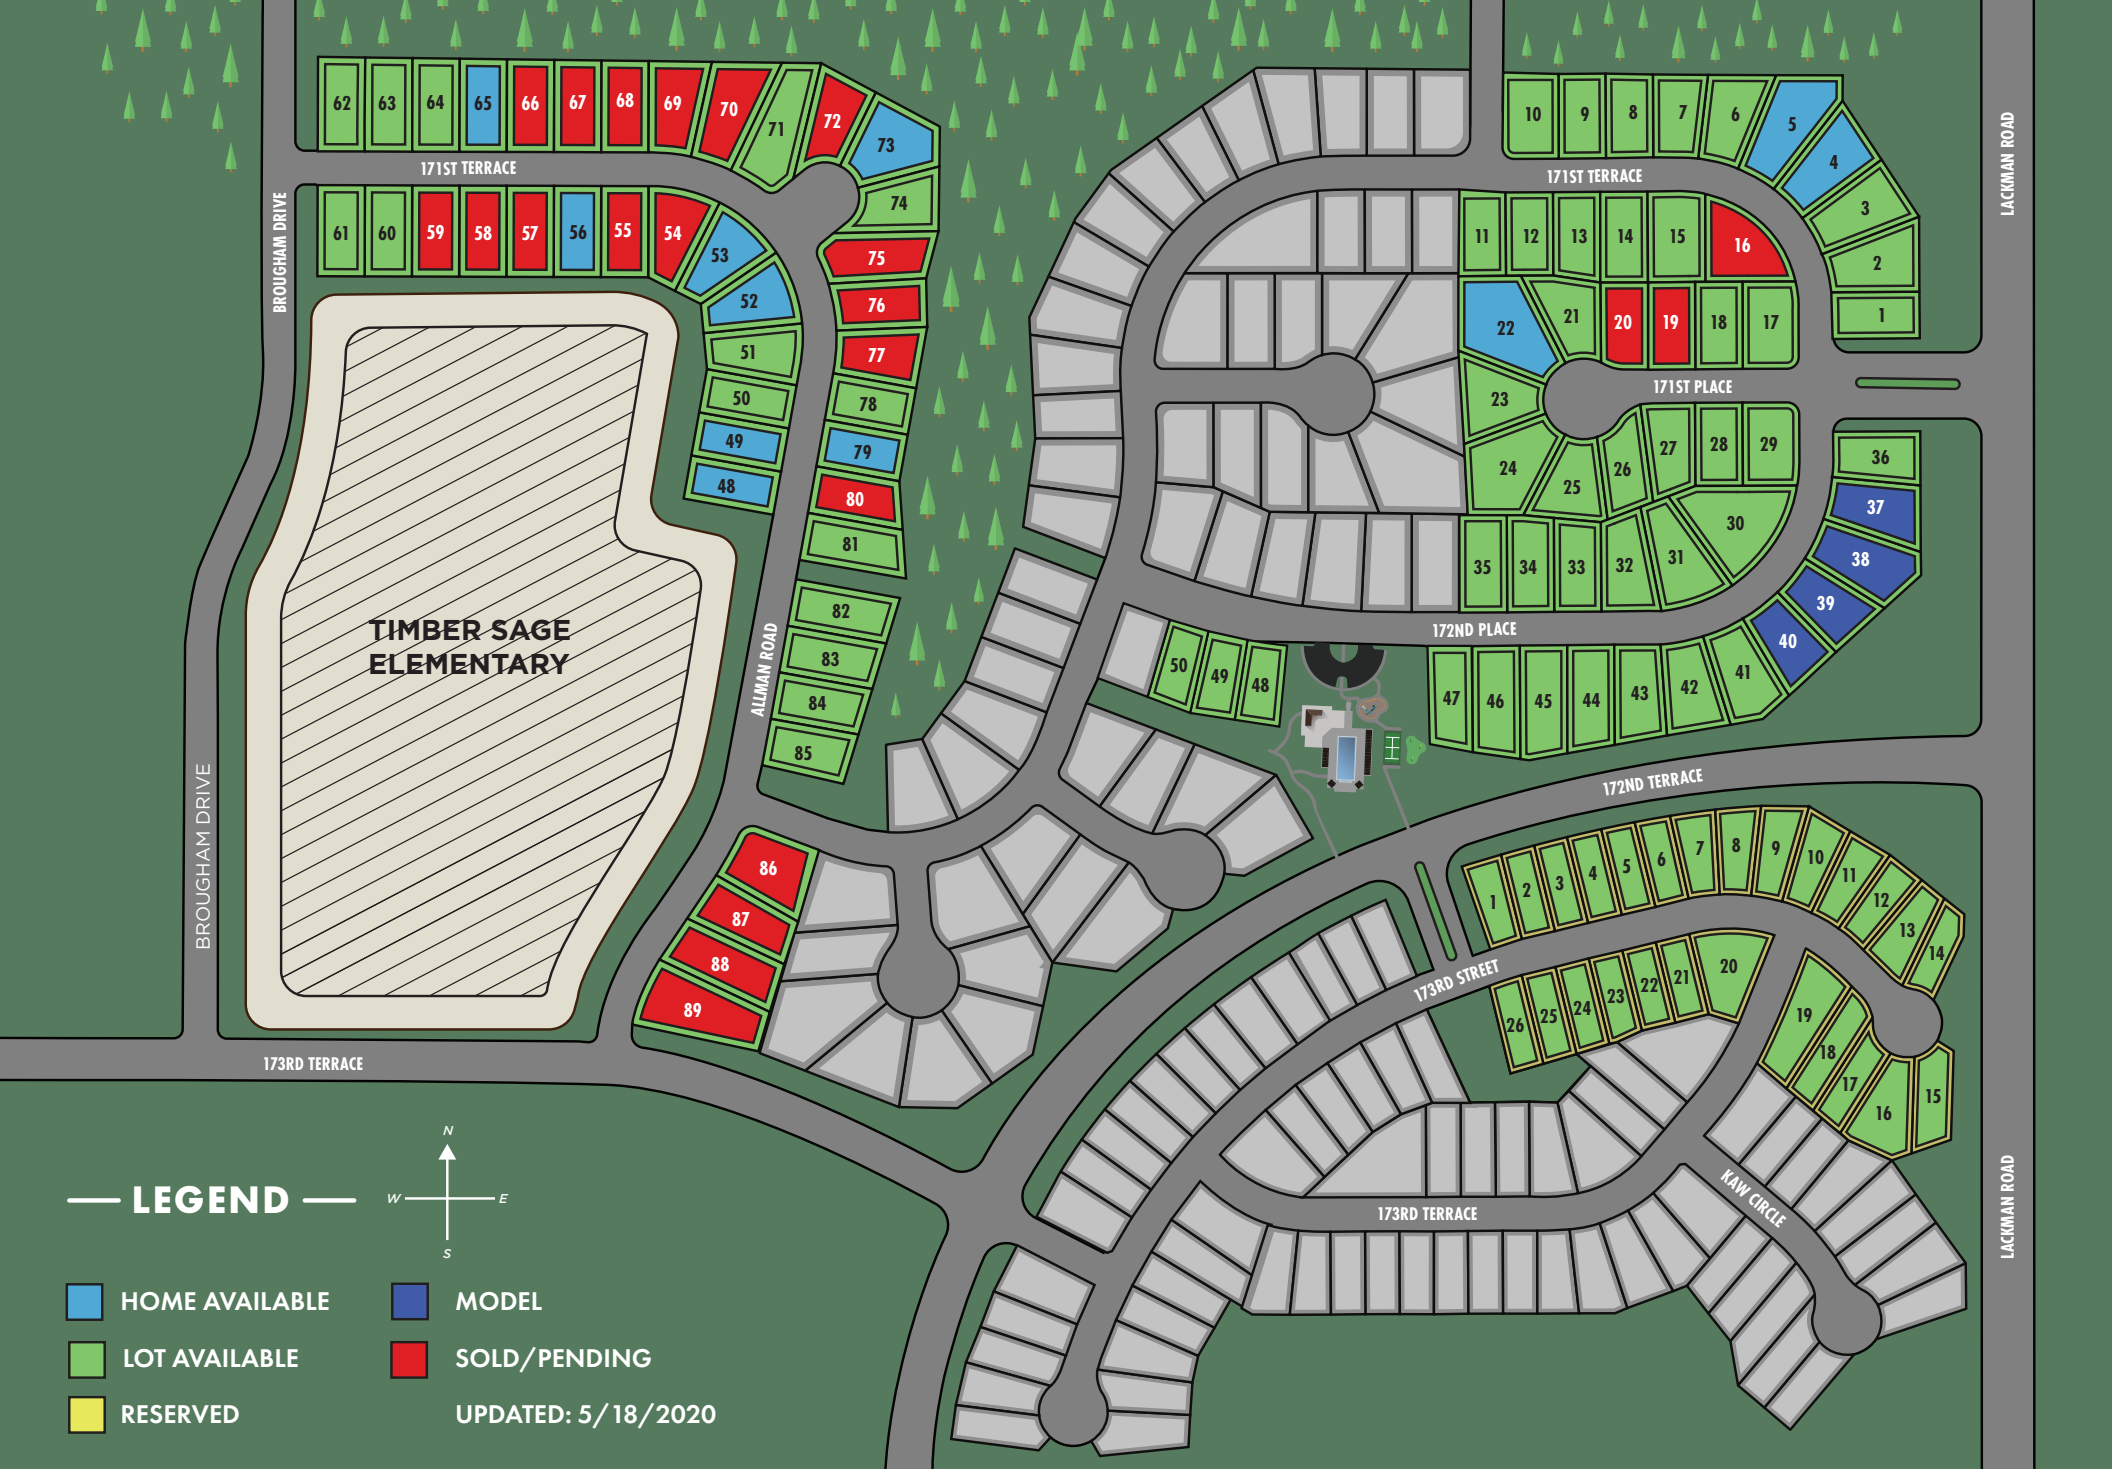 62 63 64 65 66 67 68 69 70 71 72 73
74
171ST TERRACE
61 60 59 58 57 56 55 54 53
52
51
50
49
48
75
76
77
78
79
80
81
82
83
84
85
86
87
88
89
BROUGHAM DRIVE
BROUGHAM DRIVE
TIMBER SAGE
ELEMENTARY
ALLMAN ROAD
173RD TERRACE
10 9 8 7 6 5
4
3
2
1
171ST TERRACE
11 12 13 14 15 16
22 21 20 19 18 17
171ST PLACE
23
24 25 26 27 28 29
30
35 34 33 32 31
36
37
38
39
40
172ND PLACE
50 49 48
47 46 45 44 43 42 41
LACKMAN ROAD
172ND TERRACE
1 2 3 4 5 6 7 8 9 10 11 12 13 14
173RD STREET
26 25 24 23 22 21 20
19
18
17
16
15
KAW CIRCLE
173RD TERRACE
LACKMAN ROAD
LEGEND
N
W E
S
HOME AVAILABLE
MODEL
LOT AVAILABLE
SOLD/PENDING
RESERVED
UPDATED: 5/18/2020